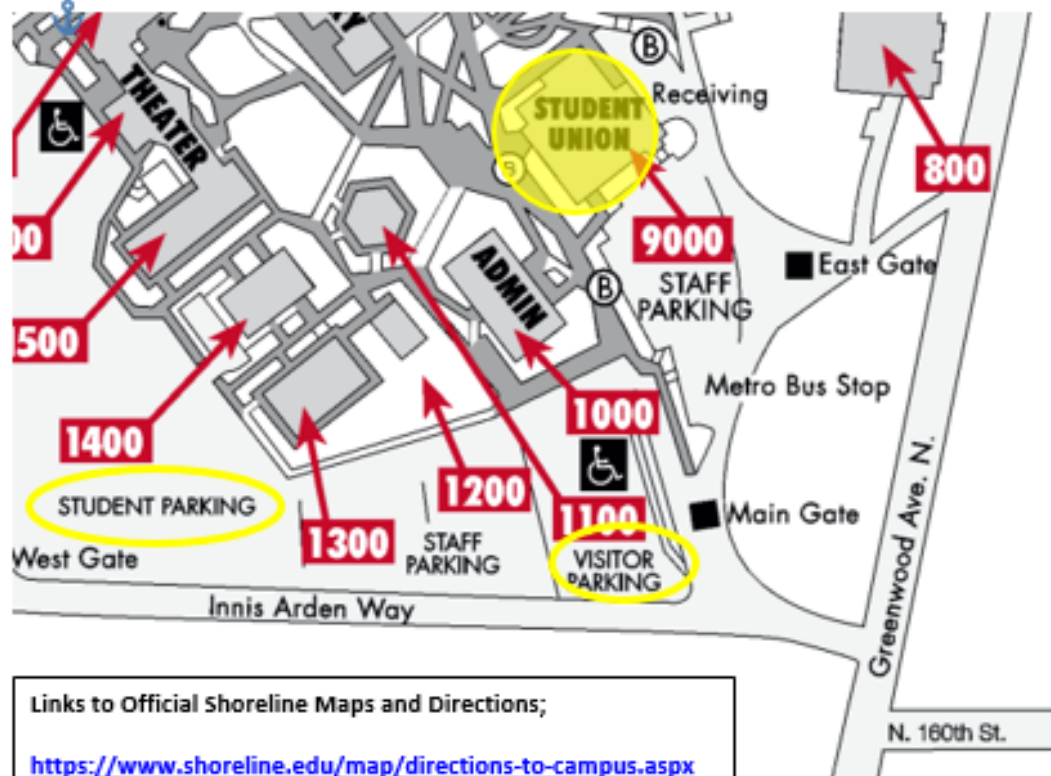 RY
B
THEATER
STUDENT
UNION
Receiving
B
800
00
9000
ADMIN
East Gate
STAFF
PARKING
B
1500
Metro Bus Stop
1000
1400
1200
STUDENT PARKING
1100
Main Gate
1300
STAFF
PARKING
VISITOR
PARKING
West Gate
Innis Arden Way
Greenwood Ave. N.
N. 160th St.
Links to Official Shoreline Maps and Directions;
https://www.shoreline.edu/map/directions-to-campus.aspx